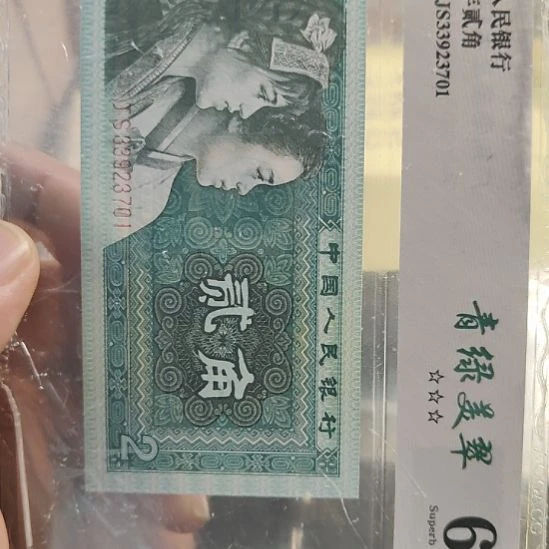 人民银行
贰角
JS33923701
青绿美翠
☆☆☆
6
Superb
中国人民银行
贰角
2
JS33923701